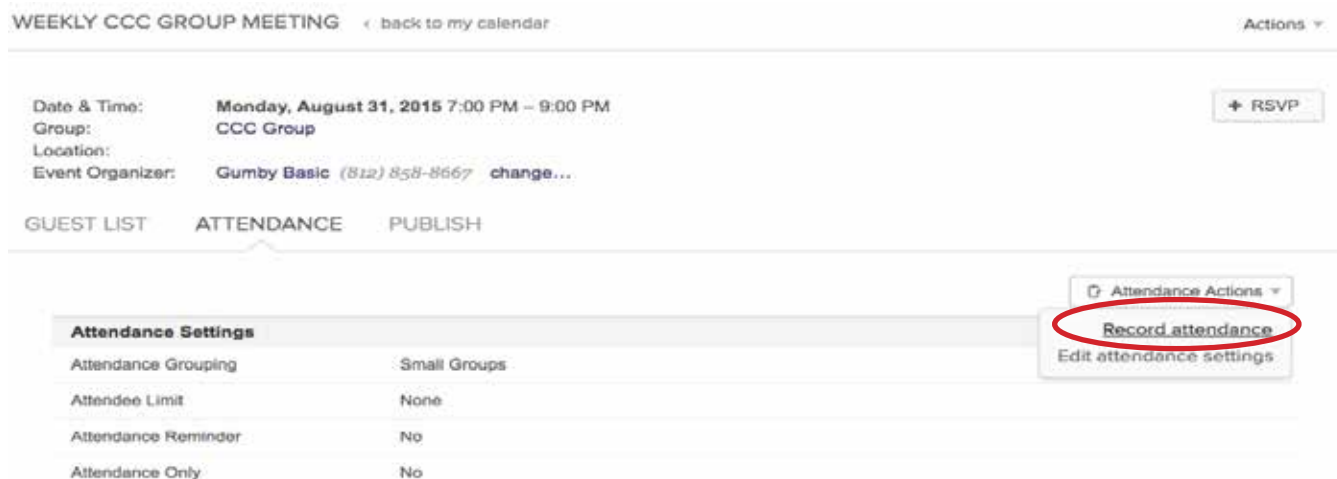 WEEKLY CCC GROUP MEETING ‹ back to my calendar Actions
Date & Time: Monday, August 31, 2015 7:00 PM – 9:00 PM + RSVP
Group: CCC Group
Location:
Event Organizer: Gumby Basic (812) 858-8667 change...
GUEST LIST ATTENDANCE PUBLISH
Attendance Actions
Attendance Settings Record attendance
Edit attendance settings
Attendance Grouping Small Groups
Attendee Limit None
Attendance Reminder No
Attendance Only No